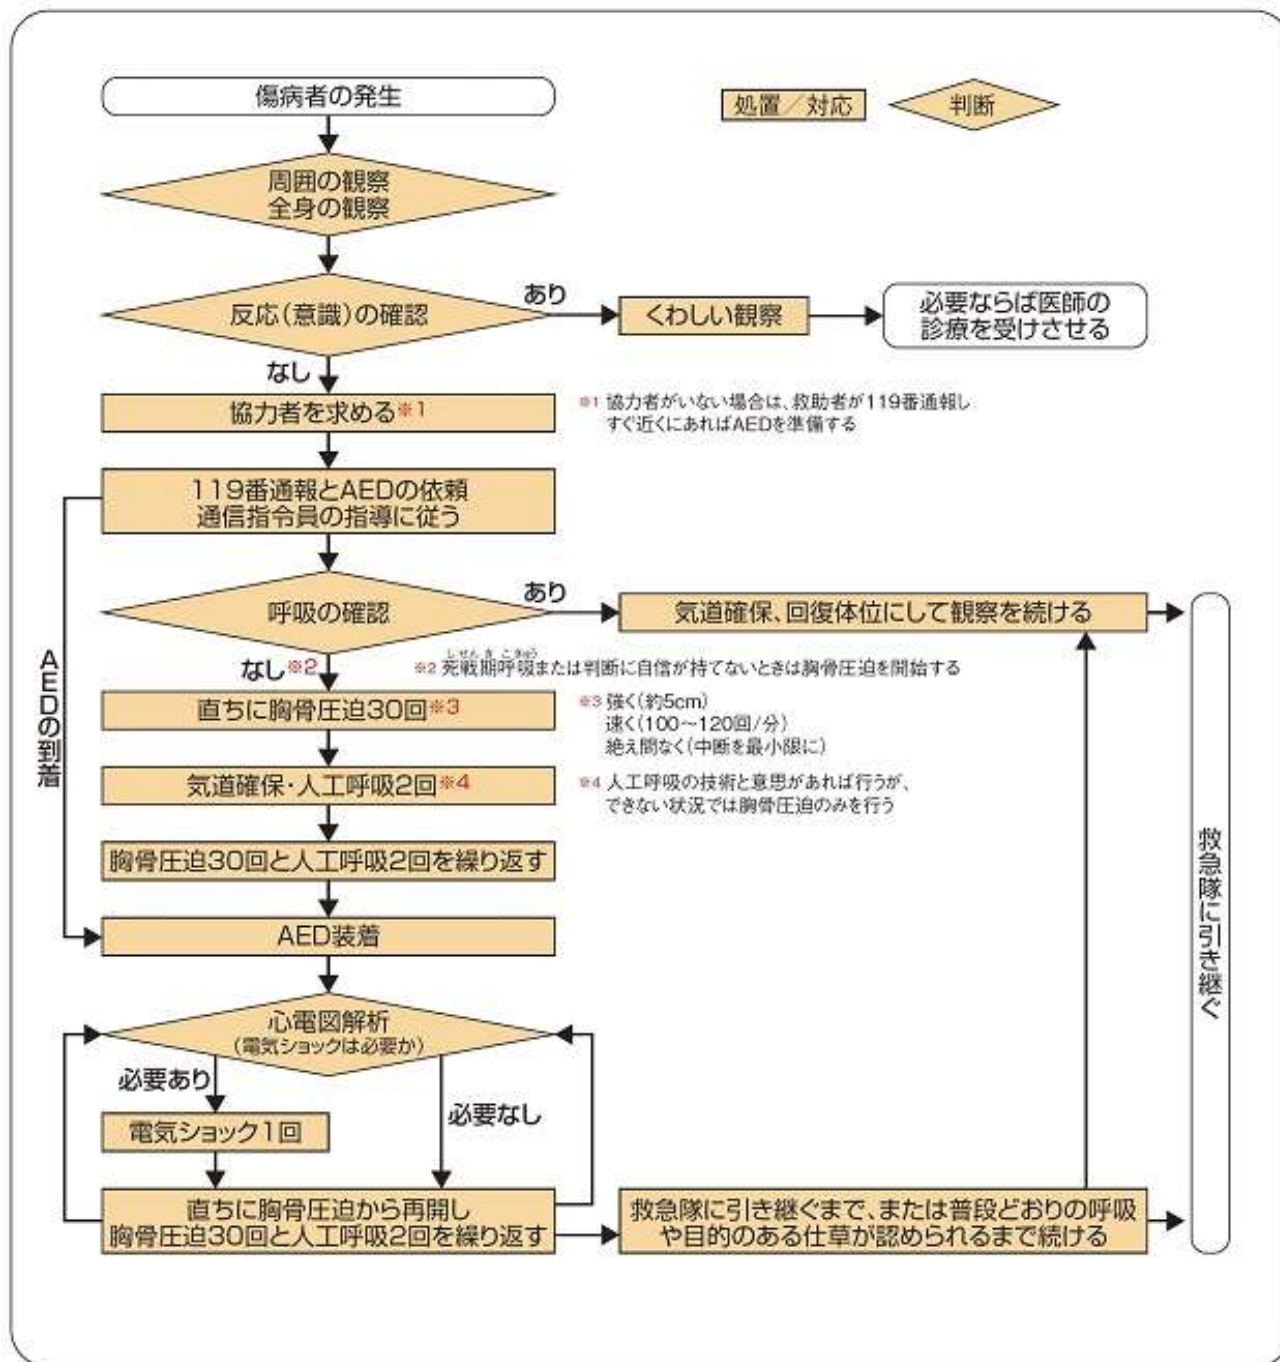 傷病者の発生
処置／対応
判断
周囲の観察
全身の観察
反応(意識)の確認
あり
くわしい観察
必要ならば医師の
診療を受けさせる
なし
協力者を求める※1
※1 協力者がいない場合は、救助者が119番通報し
すぐ近くにあればAEDを準備する
119番通報とAEDの依頼
通信指令員の指導に従う
呼吸の確認
あり
気道確保、回復体位にして観察を続ける
なし※2
しせんきこきゅう
※2 死戦期呼吸または判断に自信が持てないときは胸骨圧迫を開始する
AEDの到着
直ちに胸骨圧迫30回※3
※3 強く(約5cm)
速く(100〜120回/分)
絶え間なく(中断を最小限に)
気道確保・人工呼吸2回※4
※4 人工呼吸の技術と意思があれば行うが、
できない状況では胸骨圧迫のみを行う
胸骨圧迫30回と人工呼吸2回を繰り返す
救急隊に引き継ぐ
AED装着
心電図解析
(電気ショックは必要か)
必要あり
必要なし
電気ショック1回
直ちに胸骨圧迫から再開し
胸骨圧迫30回と人工呼吸2回を繰り返す
救急隊に引き継ぐまで、または普段どおりの呼吸
や目的のある仕草が認められるまで続ける